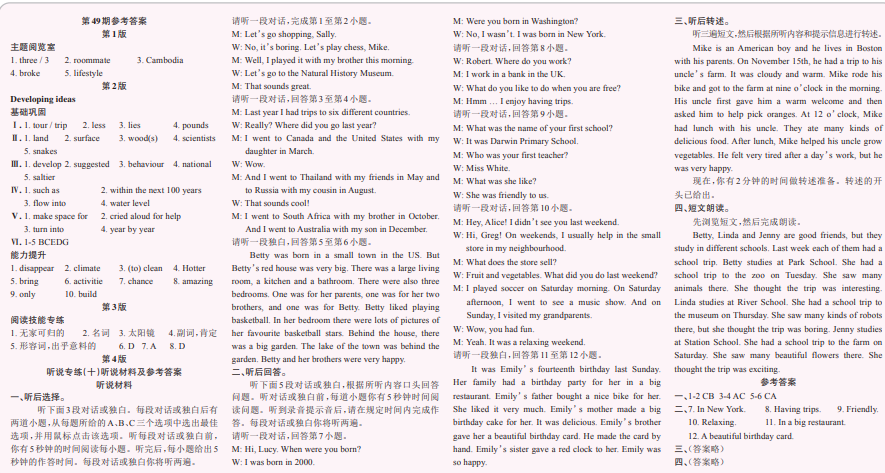 第49期参考答案
第1版
主题阅览室
1. three / 3 2. roommate 3. Cambodia
4. broke 5. lifestyle
第2版
Developing ideas
基础巩固
Ⅰ. 1. tour / trip 2. less 3. lies 4. pounds
Ⅱ. 1. land 2. surface 3. wood(s) 4. scientists
5. snakes
Ⅲ. 1. develop 2. suggested 3. behaviour 4. national
5. saltier
Ⅳ. 1. such as 2. within the next 100 years
3. flow into 4. water level
Ⅴ. 1. make space for 2. cried aloud for help
3. turn into 4. year by year
Ⅵ. 1-5 BCEDG
能力提升
1. disappear 2. climate 3. (to) clean 4. Hotter
5. bring 6. activitie 7. chance 8. amazing
9. only 10. build
第3版
阅读技能专练
1. 无家可归的 2. 名词 3. 太阳镜 4. 副词,肯定
5. 形容词,出乎意料的 6. D 7. A 8. D
第4版
听说专练(十)听说材料及参考答案
听说材料
一、听后选择。
听下面3段对话或独白。每段对话或独白后有
两道小题,从每题所给的A、B、C三个选项中选出最佳
选项,并用鼠标点击该选项。听每段对话或独白前,
你有5秒钟的时间阅读每小题。听完后,每小题给出5
秒钟的作答时间。每段对话或独白你将听两遍。
请听一段对话,完成第1至第2小题。
M: Let's go shopping, Sally.
W: No, it's boring. Let's play chess, Mike.
M: Well, I played it with my brother this morning.
W: Let's go to the Natural History Museum.
M: That sounds great.
请听一段对话,回答第3至第4小题。
M: Last year I had trips to six different countries.
W: Really? Where did you go last year?
M: I went to Canada and the United States with my
daughter in March.
W: Wow.
M: And I went to Thailand with my friends in May and
to Russia with my cousin in August.
W: That sounds cool!
M: I went to South Africa with my brother in October.
And I went to Australia with my son in December.
请听一段独白,回答第5至第6小题。
Betty was born in a small town in the US. But
Betty's red house was very big. There was a large living
room, a kitchen and a bathroom. There were also three
bedrooms. One was for her parents, one was for her two
brothers, and one was for Betty. Betty liked playing
basketball. In her bedroom there were lots of pictures of
her favourite basketball stars. Behind the house, there
was a big garden. The lake of the town was behind the
garden. Betty and her brothers were very happy.
二、听后回答。
听下面5段对话或独白,根据所听内容口头回答
问题。听对话或独白前,每道小题你有5秒钟时间阅
读问题。听到录音提示音后,请在规定时间内完成作
答。每段对话或独白你将听两遍。
请听一段对话,回答第7小题。
M: Hi, Lucy. When were you born?
W: I was born in 2000.
M: Were you born in Washington?
W: No, I wasn't. I was born in New York.
请听一段对话,回答第8小题。
W: Robert. Where do you work?
M: I work in a bank in the UK.
W: What do you like to do when you are free?
M: Hmm … I enjoy having trips.
请听一段对话,回答第9小题。
M: What was the name of your first school?
W: It was Darwin Primary School.
M: Who was your first teacher?
W: Miss White.
M: What was she like?
W: She was friendly to us.
请听一段对话,回答第10小题。
M: Hey, Alice! I didn't see you last weekend.
W: Hi, Greg! On weekends, I usually help in the small
store in my neighbourhood.
M: What does the store sell?
W: Fruit and vegetables. What did you do last weekend?
M: I played soccer on Saturday morning. On Saturday
afternoon, I went to see a music show. And on
Sunday, I visited my grandparents.
W: Wow, you had fun.
M: Yeah. It was a relaxing weekend.
请听一段独白,回答第11至第12小题。
It was Emily's fourteenth birthday last Sunday.
Her family had a birthday party for her in a big
restaurant. Emily's father bought a nice bike for her.
She liked it very much. Emily's mother made a big
birthday cake for her. It was delicious. Emily's brother
gave her a beautiful birthday card. He made the card by
hand. Emily's sister gave a red clock to her. Emily was
so happy.
三、听后转述。
听三遍短文,然后根据所听内容和提示信息进行转述。
Mike is an American boy and he lives in Boston
with his parents. On November 15th, he had a trip to his
uncle's farm. It was cloudy and warm. Mike rode his
bike and got to the farm at nine o'clock in the morning.
His uncle first gave him a warm welcome and then
asked him to help pick oranges. At 12 o'clock, Mike
had lunch with his uncle. They ate many kinds of
delicious food. After lunch, Mike helped his uncle grow
vegetables. He felt very tired after a day's work, but he
was very happy.
现在,你有2分钟的时间做转述准备。转述的开
头已给出。
四、短文朗读。
先浏览短文,然后完成朗读。
Betty, Linda and Jenny are good friends, but they
study in different schools. Last week each of them had a
school trip. Betty studies at Park School. She had a
school trip to the zoo on Tuesday. She saw many
animals there. She thought the trip was interesting.
Linda studies at River School. She had a school trip to
the museum on Thursday. She saw many kinds of robots
there, but she thought the trip was boring. Jenny studies
at Station School. She had a school trip to the farm on
Saturday. She saw many beautiful flowers there. She
thought the trip was exciting.
参考答案
一、1-2 CB 3-4 AC 5-6 CA
二、7. In New York. 8. Having trips. 9. Friendly.
10. Relaxing. 11. In a big restaurant.
12. A beautiful birthday card.
三、(答案略)
四、(答案略)